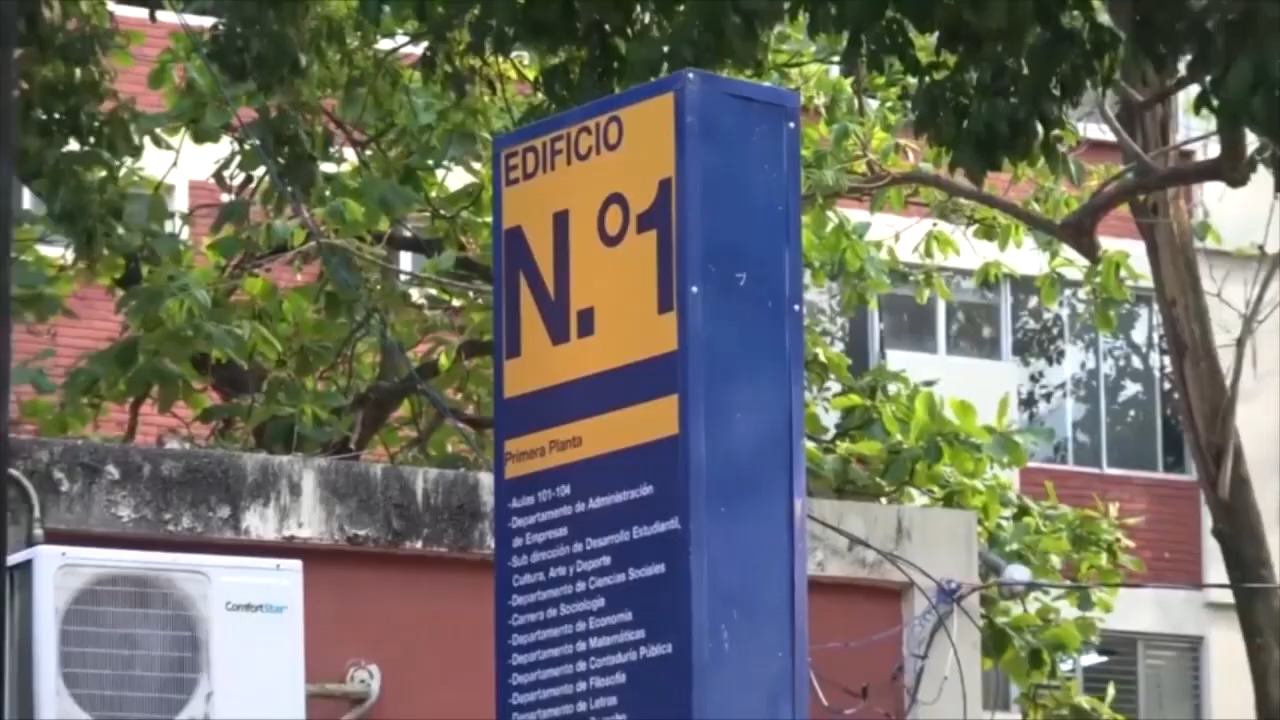 EDIFICIO
N.º1
Primera Planta
-Aulas 101-104
-Departamento de Administración
de Empresas
-Sub dirección de Desarrollo Estudiantil,
Cultura, Arte y Deporte
-Departamento de Ciencias Sociales
-Carrera de Sociología
-Departamento de Economía
-Departamento de Matemáticas
-Departamento de Contaduría Pública
-Departamento de Filosofía
-Departamento de Letras
ComfortStar